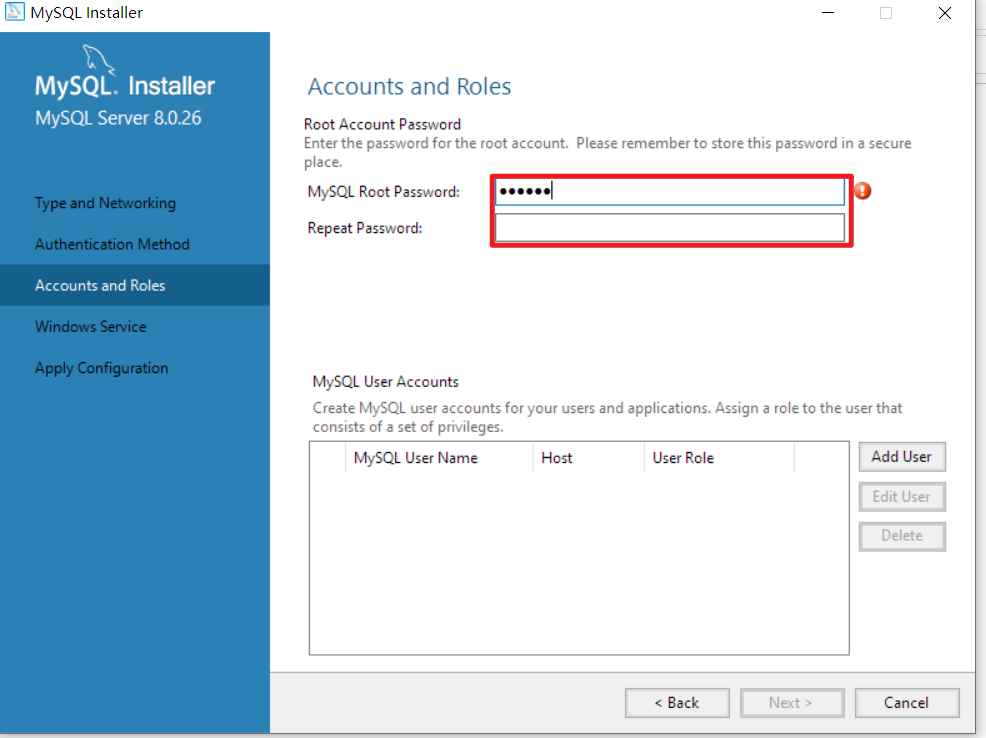 MySQL Installer
MySQL. Installer
MySQL Server 8.0.26
Type and Networking
Authentication Method
Accounts and Roles
Windows Service
Apply Configuration
Accounts and Roles
Root Account Password
Enter the password for the root account.  Please remember to store this password in a secure
place.
MySQL Root Password:
••••••
Repeat Password:
MySQL User Accounts
Create MySQL user accounts for your users and applications. Assign a role to the user that
consists of a set of privileges.
MySQL User Name Host User Role
Add User
Edit User
Delete
< Back Next > Cancel